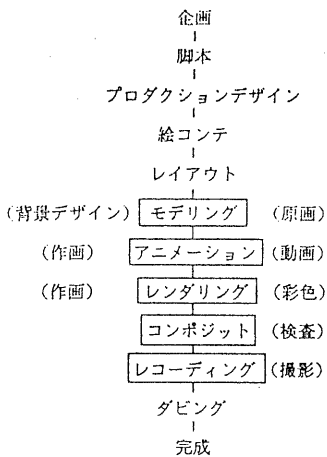 企画
脚本
プロダクションデザイン
絵コンテ
レイアウト
(背景デザイン) モデリング (原画)
(作画) アニメーション (動画)
(作画) レンダリング (彩色)
コンポジット (検査)
レコーディング (撮影)
ダビング
完成